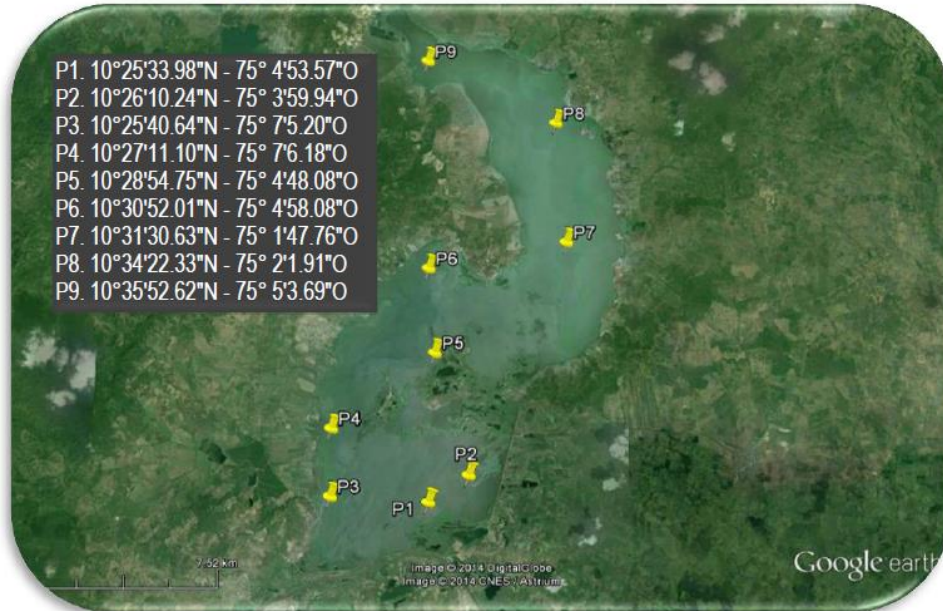 P1. 10°25'33.98"N - 75° 4'53.57"O
P2. 10°26'10.24"N - 75° 3'59.94"O
P3. 10°25'40.64"N - 75° 7'5.20"O
P4. 10°27'11.10"N - 75° 7'6.18"O
P5. 10°28'54.75"N - 75° 4'48.08"O
P6. 10°30'52.01"N - 75° 4'58.08"O
P7. 10°31'30.63"N - 75° 1'47.76"O
P8. 10°34'22.33"N - 75° 2'1.91"O
P9. 10°35'52.62"N - 75° 5'3.69"O
P9
P8
P7
P6
P5
P4
P2
P3
P1
7.52 km
Image © 2014 DigitalGlobe
Image © 2014 CNES / Astrium
Google earth